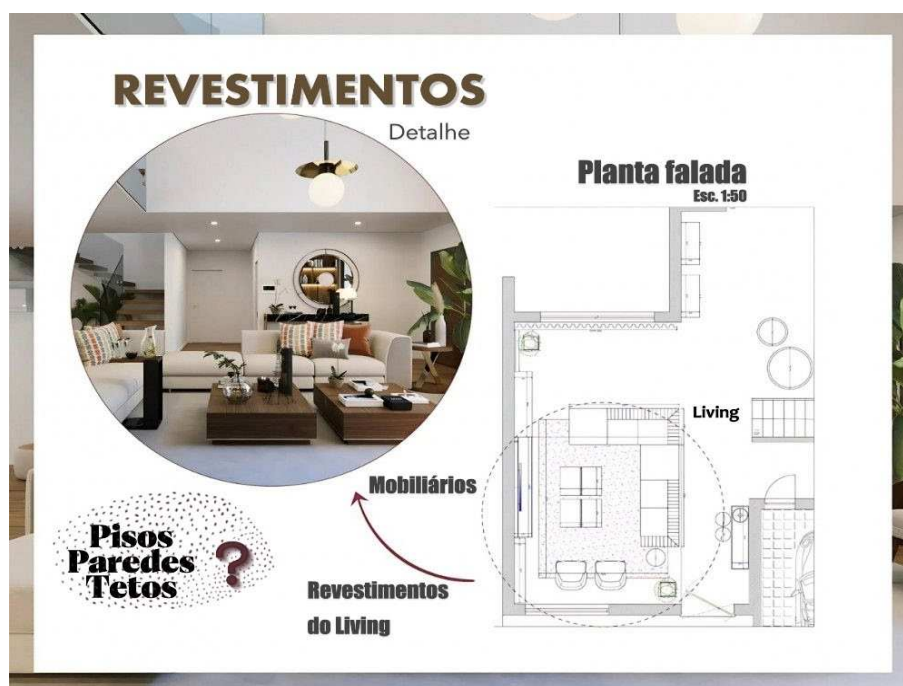 REVESTIMENTOS
Detalhe
Planta falada
Esc. 1:50
Living
Mobiliários
Pisos
Paredes
Tetos
?
Revestimentos
do Living